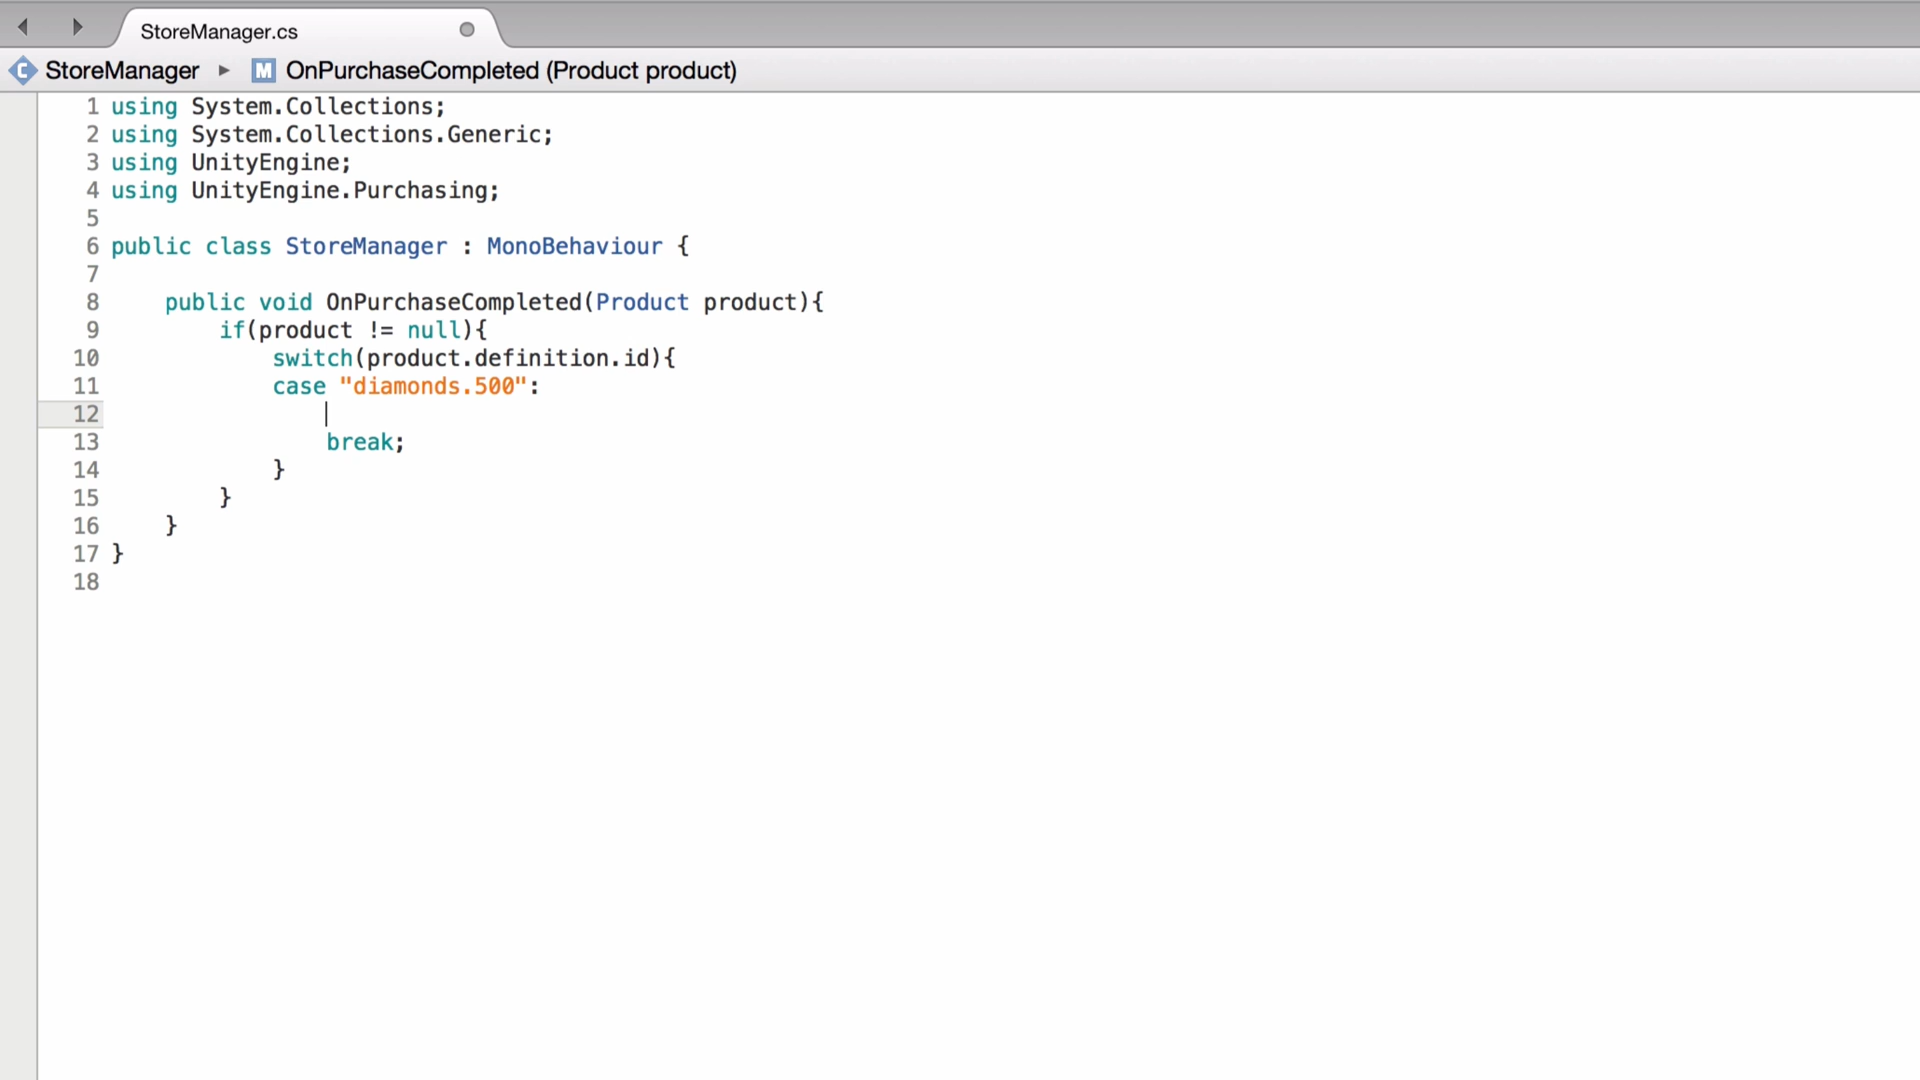 StoreManager.cs
C StoreManager ▸ M OnPurchaseCompleted (Product product)
1 using System.Collections;
2 using System.Collections.Generic;
3 using UnityEngine;
4 using UnityEngine.Purchasing;
5
6 public class StoreManager : MonoBehaviour {
7
8 public void OnPurchaseCompleted(Product product){
9 if(product != null){
10 switch(product.definition.id){
11 case "diamonds.500":
12
13 break;
14 }
15 }
16 }
17 }
18